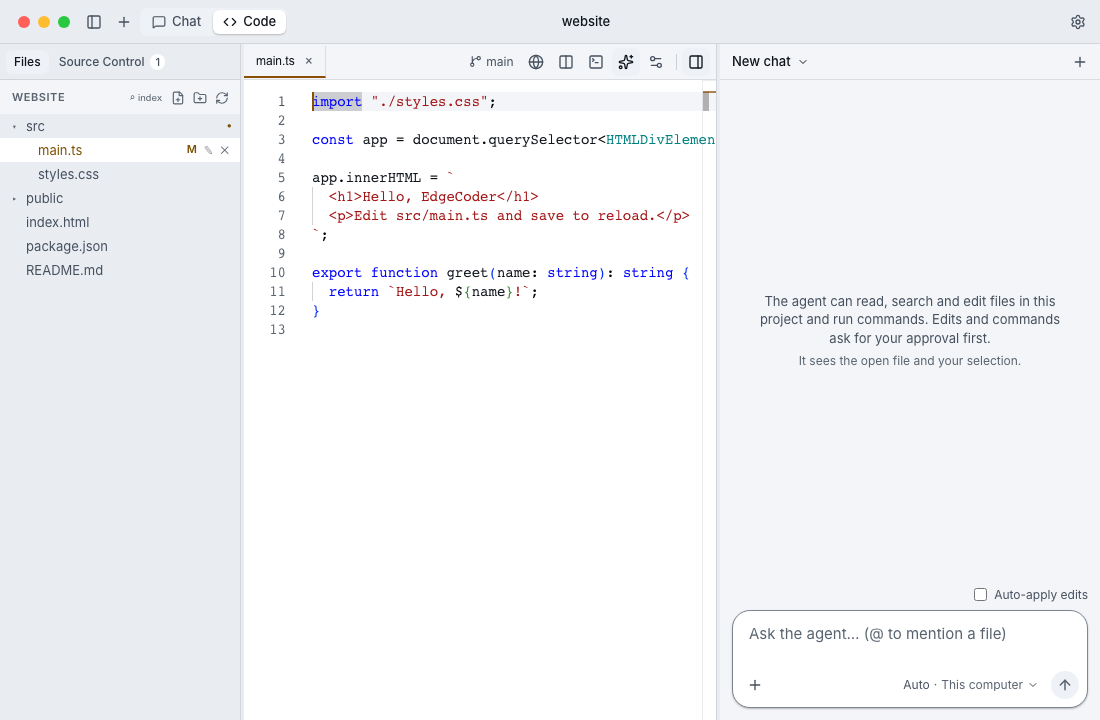 Chat
Code
website
Files
Source Control 1
main.ts
main
New chat
WEBSITE
index
src
main.ts M
styles.css
public
index.html
package.json
README.md
1 import "./styles.css";
2
3 const app = document.querySelector<HTMLDivElemen
4
5 app.innerHTML = `
6 <h1>Hello, EdgeCoder</h1>
7 <p>Edit src/main.ts and save to reload.</p>
8 `;
9
10 export function greet(name: string): string {
11 return `Hello, ${name}!`;
12 }
13
The agent can read, search and edit files in this
project and run commands. Edits and commands
ask for your approval first.
It sees the open file and your selection.
Auto-apply edits
Ask the agent... (@ to mention a file)
Auto · This computer